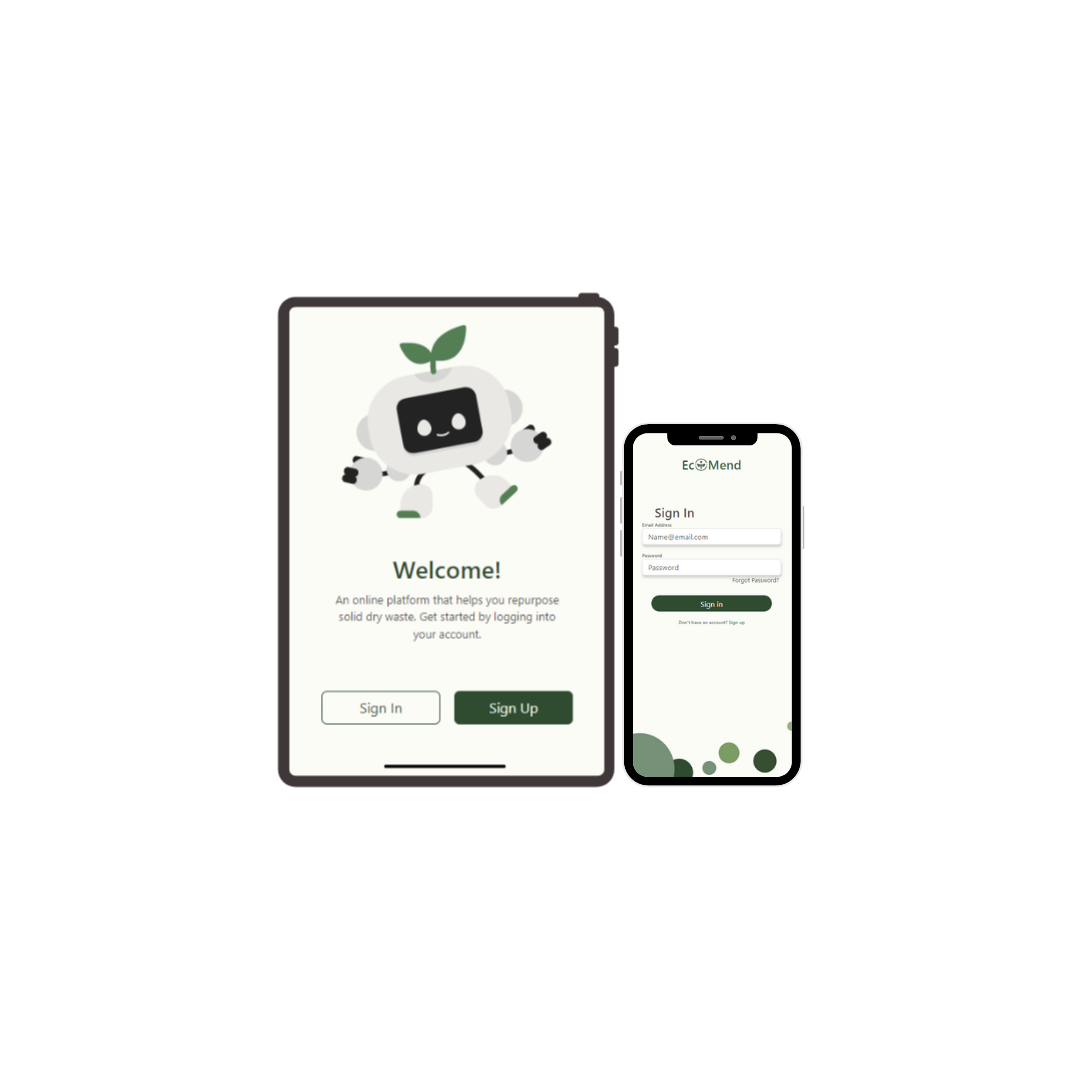 Welcome!
An online platform that helps you repurpose
solid dry waste. Get started by logging into
your account.
Sign In
Sign Up
EcoMend
Sign In
Email Address
Name@email.com
Password
Password
Forgot Password?
Sign in
Don't have an account? Sign up